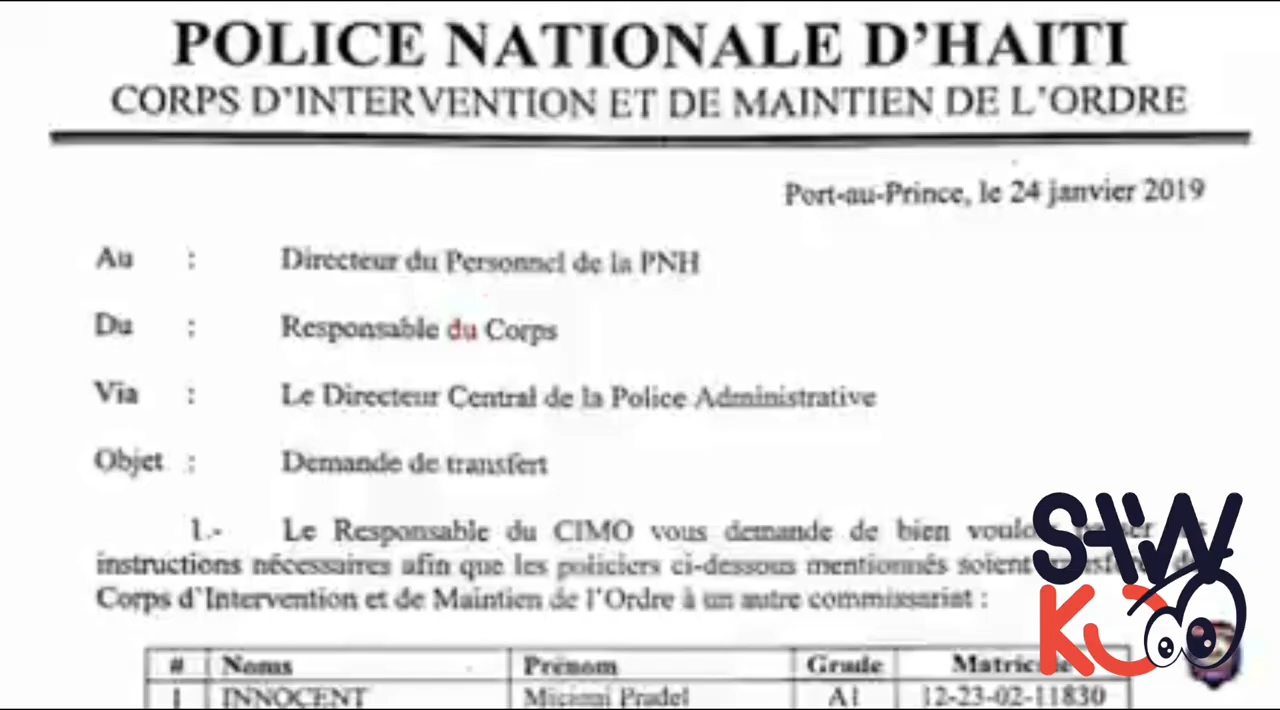 POLICE NATIONALE D'HAITI
CORPS D'INTERVENTION ET DE MAINTIEN DE L'ORDRE
Port-au-Prince, le 24 janvier 2019
Au : Directeur du Personnel de la PNH
Du : Responsable du Corps
Via : Le Directeur Central de la Police Administrative
Objet : Demande de transfert
1.- Le Responsable du CIMO vous demande de bien
instructions nécessaires afin que les policiers ci-dessous mentionnés soient
Corps d'Intervention et de Maintien de l'Ordre à un autre commissariat :
# Noms Prénom Grade
1 INNOCENT Pradel A1 12-23-02-11830